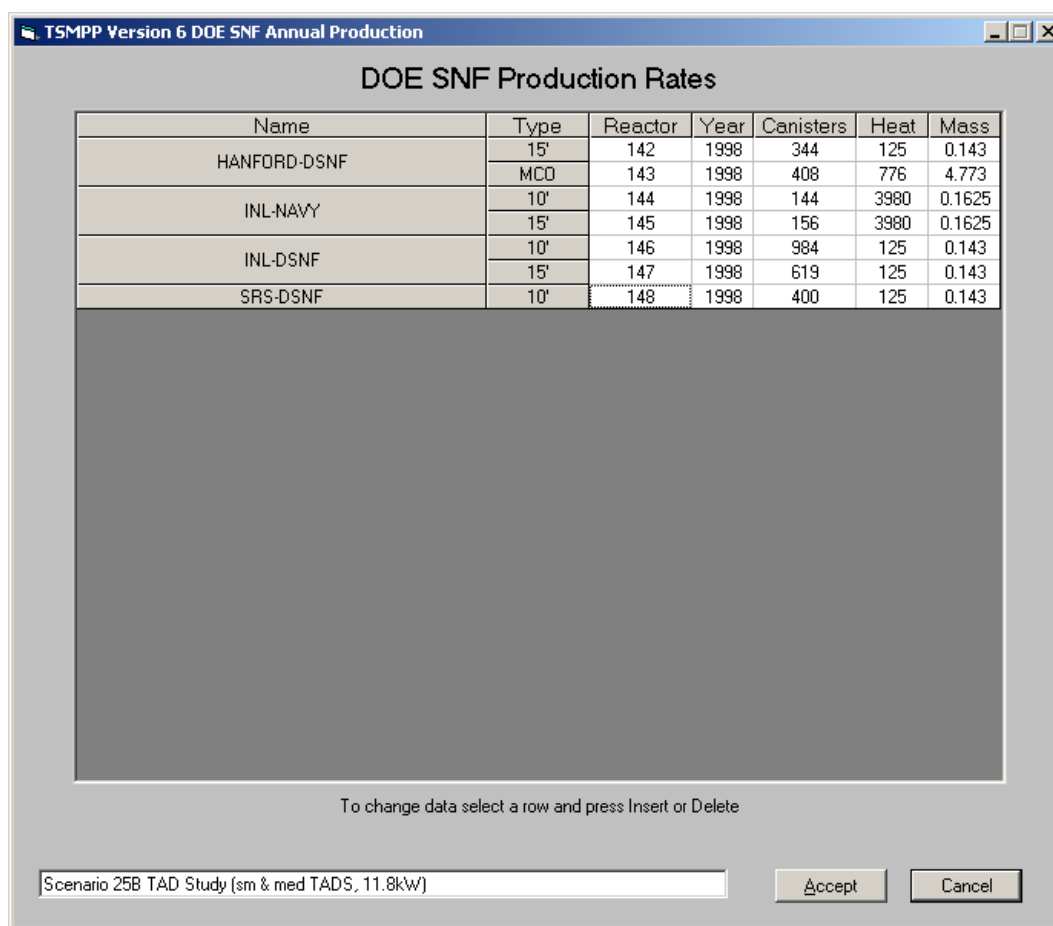 TSMPP Version 6 DOE SNF Annual Production
DOE SNF Production Rates
Name Type Reactor Year Canisters Heat Mass
HANFORD-DSNF 15' 142 1998 344 125 0.143
MCO 143 1998 408 776 4.773
INL-NAVY 10' 144 1998 144 3980 0.1625
15' 145 1998 156 3980 0.1625
INL-DSNF 10' 146 1998 984 125 0.143
15' 147 1998 619 125 0.143
SRS-DSNF 10' 148 1998 400 125 0.143
To change data select a row and press Insert or Delete
Scenario 25B TAD Study (sm & med TADS, 11.8kW) Accept Cancel